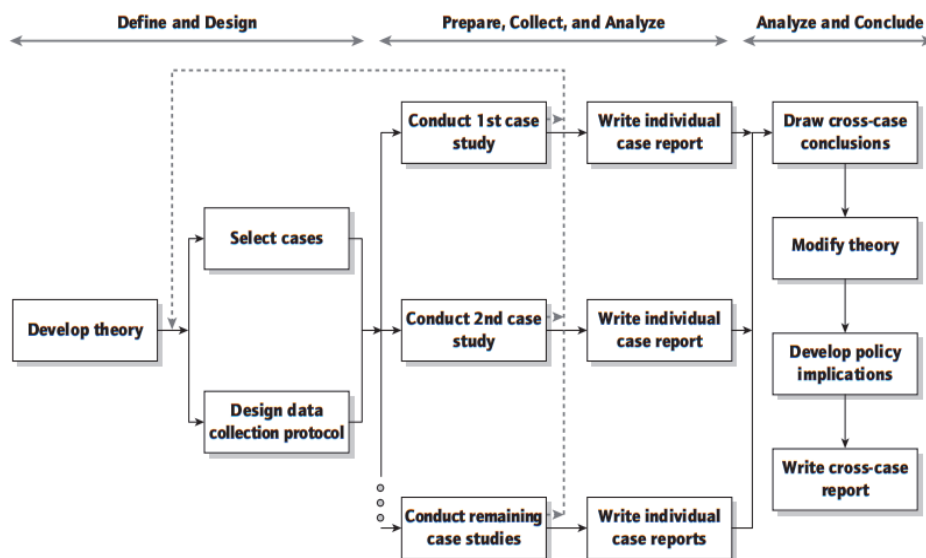 Define and Design
Prepare, Collect, and Analyze
Analyze and Conclude
Conduct 1st case
study
Write individual
case report
Draw cross-case
conclusions
Select cases
Modify theory
Develop theory
Conduct 2nd case
study
Write individual
case report
Develop policy
implications
Design data
collection protocol
Write cross-case
report
Conduct remaining
case studies
Write individual
case reports